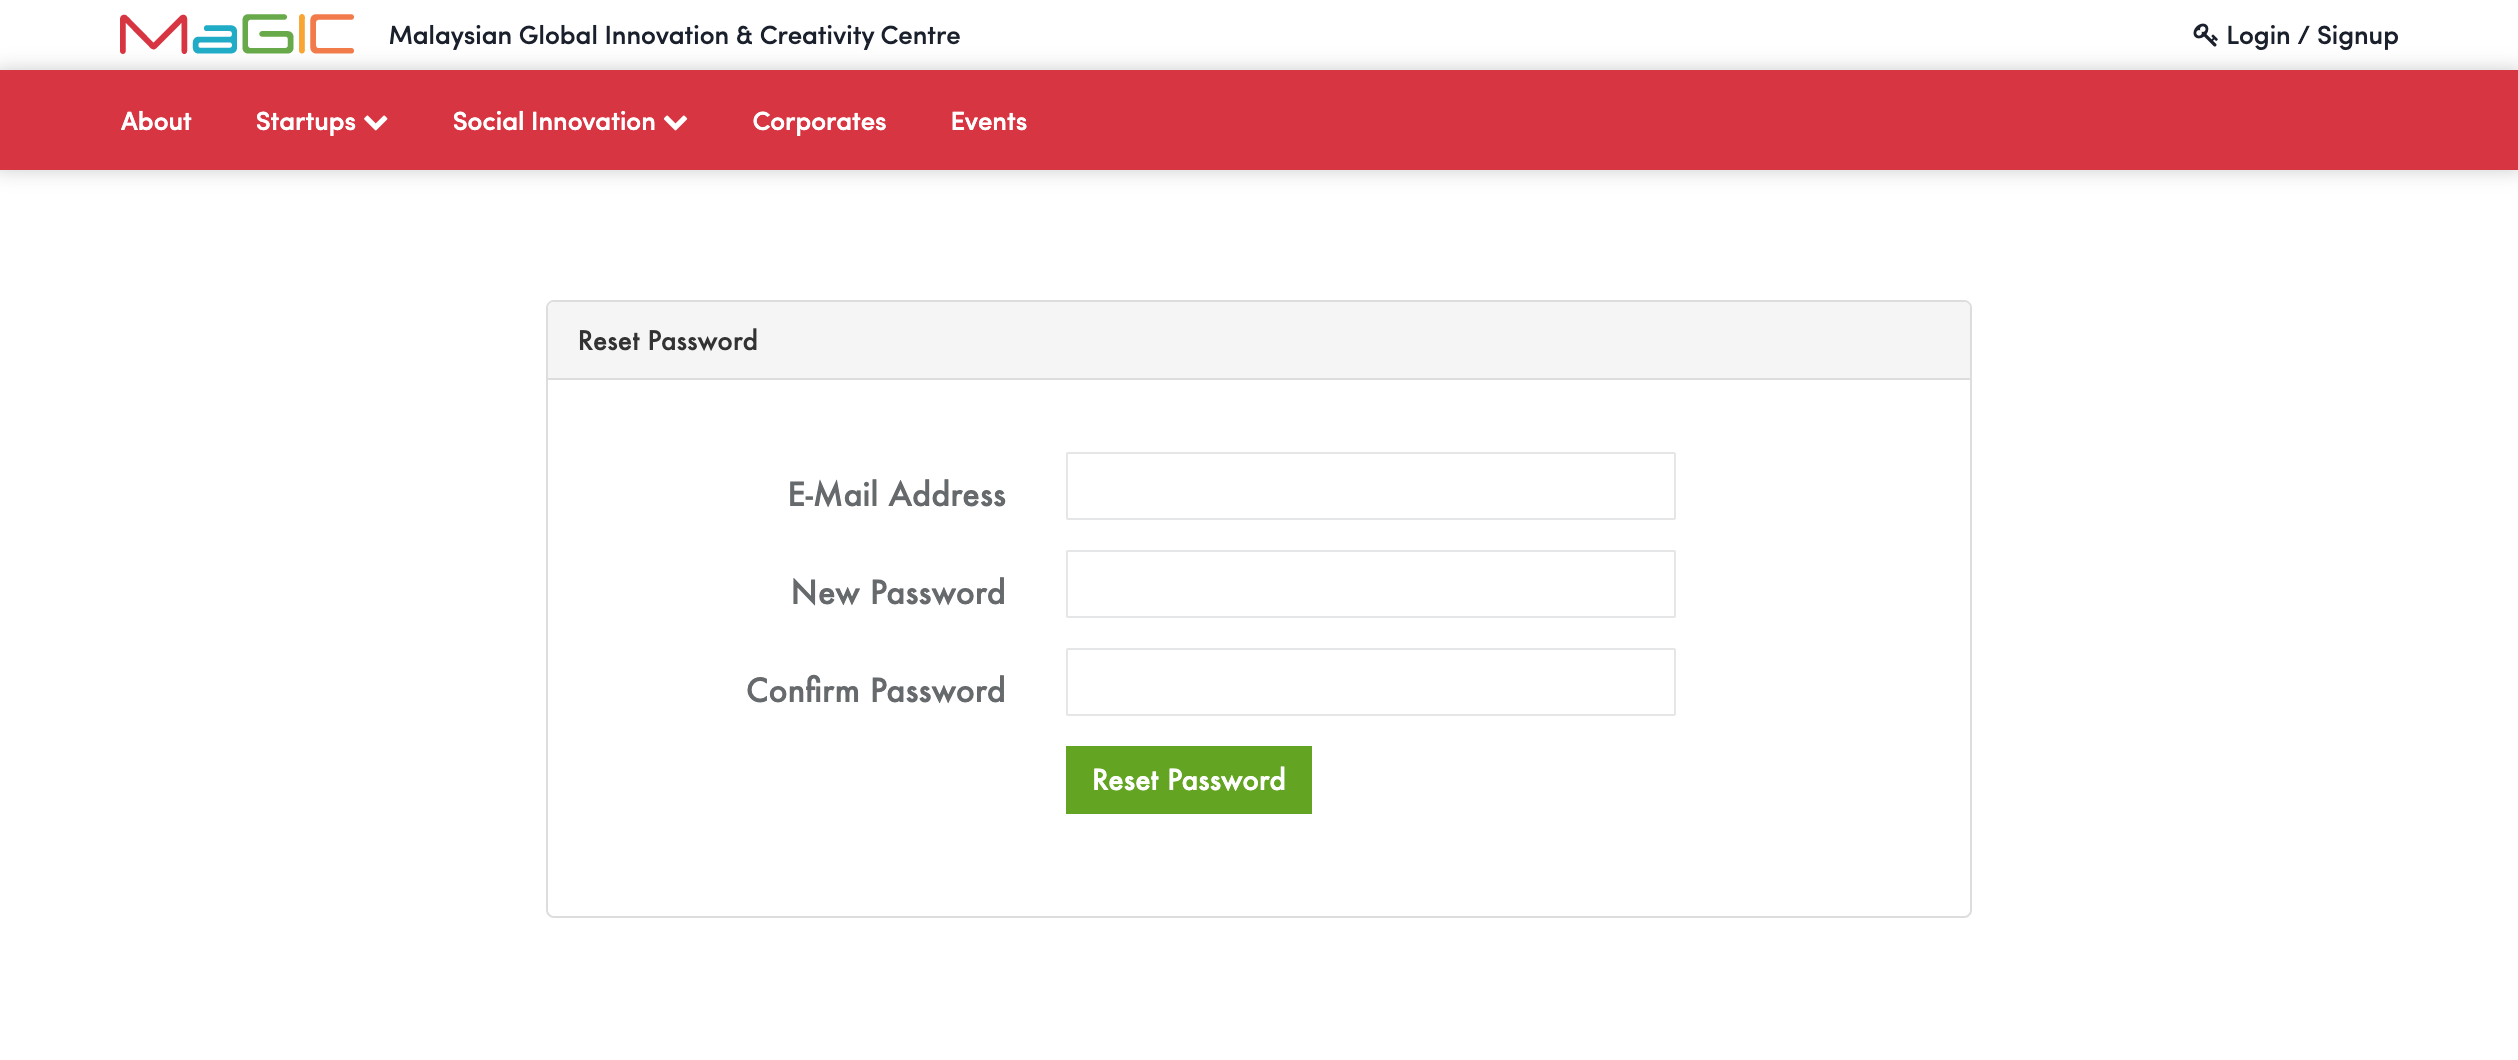 MaGIC Malaysian Global Innovation & Creativity Centre Login / Signup
About Startups Social Innovation Corporates Events
Reset Password
E-Mail Address
New Password
Confirm Password
Reset Password